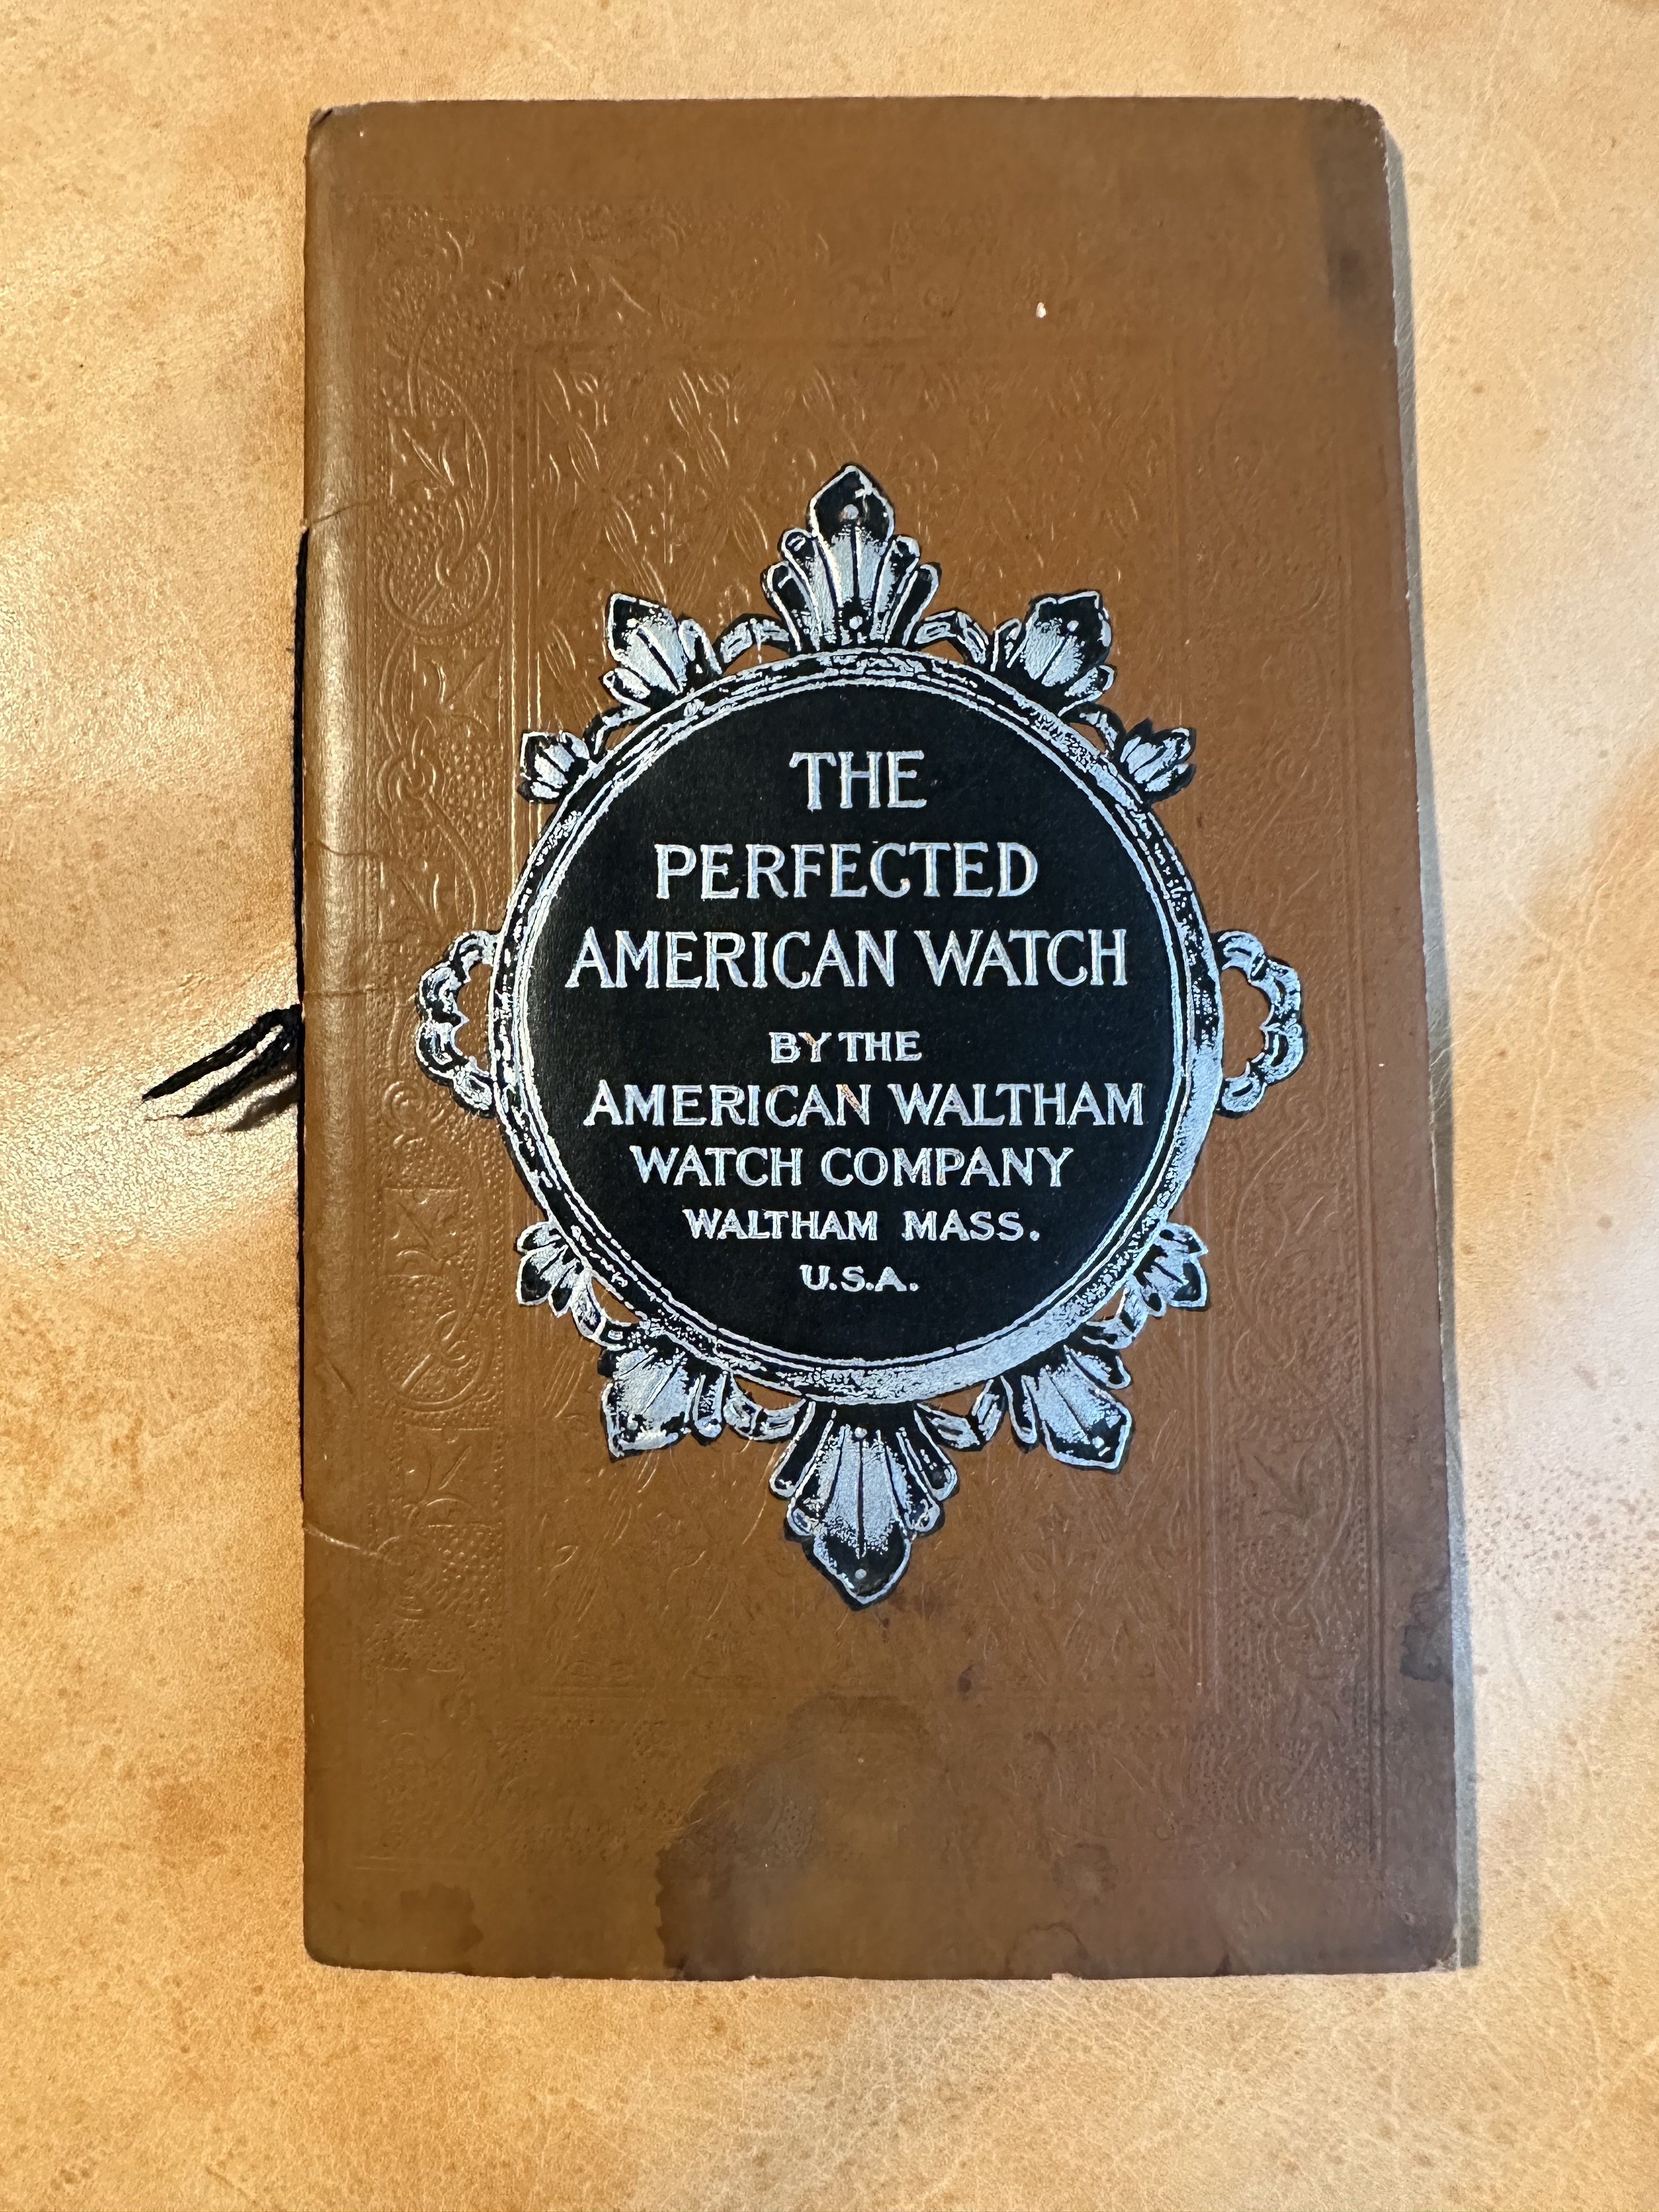 THE
PERFECTED
AMERICAN WATCH
BY THE
AMERICAN WALTHAM
WATCH COMPANY
WALTHAM MASS.
U.S.A.